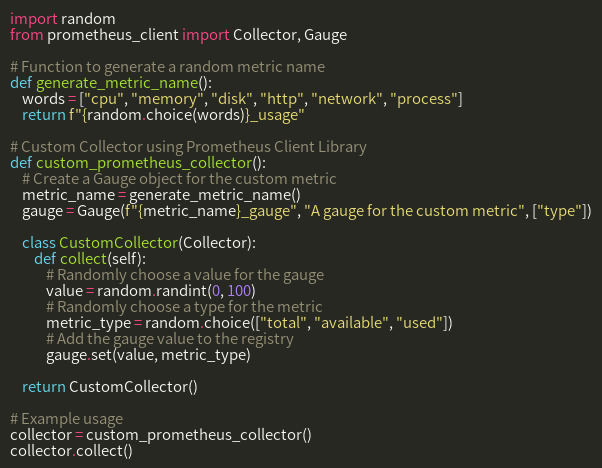 import random
from prometheus_client import Collector, Gauge

# Function to generate a random metric name
def generate_metric_name():
    words = ["cpu", "memory", "disk", "http", "network", "process"]
    return f"{random.choice(words)}_usage"

# Custom Collector using Prometheus Client Library
def custom_prometheus_collector():
    # Create a Gauge object for the custom metric
    metric_name = generate_metric_name()
    gauge = Gauge(f"{metric_name}_gauge", "A gauge for the custom metric", ["type"])

    class CustomCollector(Collector):
        def collect(self):
            # Randomly choose a value for the gauge
            value = random.randint(0, 100)
            # Randomly choose a type for the metric
            metric_type = random.choice(["total", "available", "used"])
            # Add the gauge value to the registry
            gauge.set(value, metric_type)

    return CustomCollector()

# Example usage
collector = custom_prometheus_collector()
collector.collect()